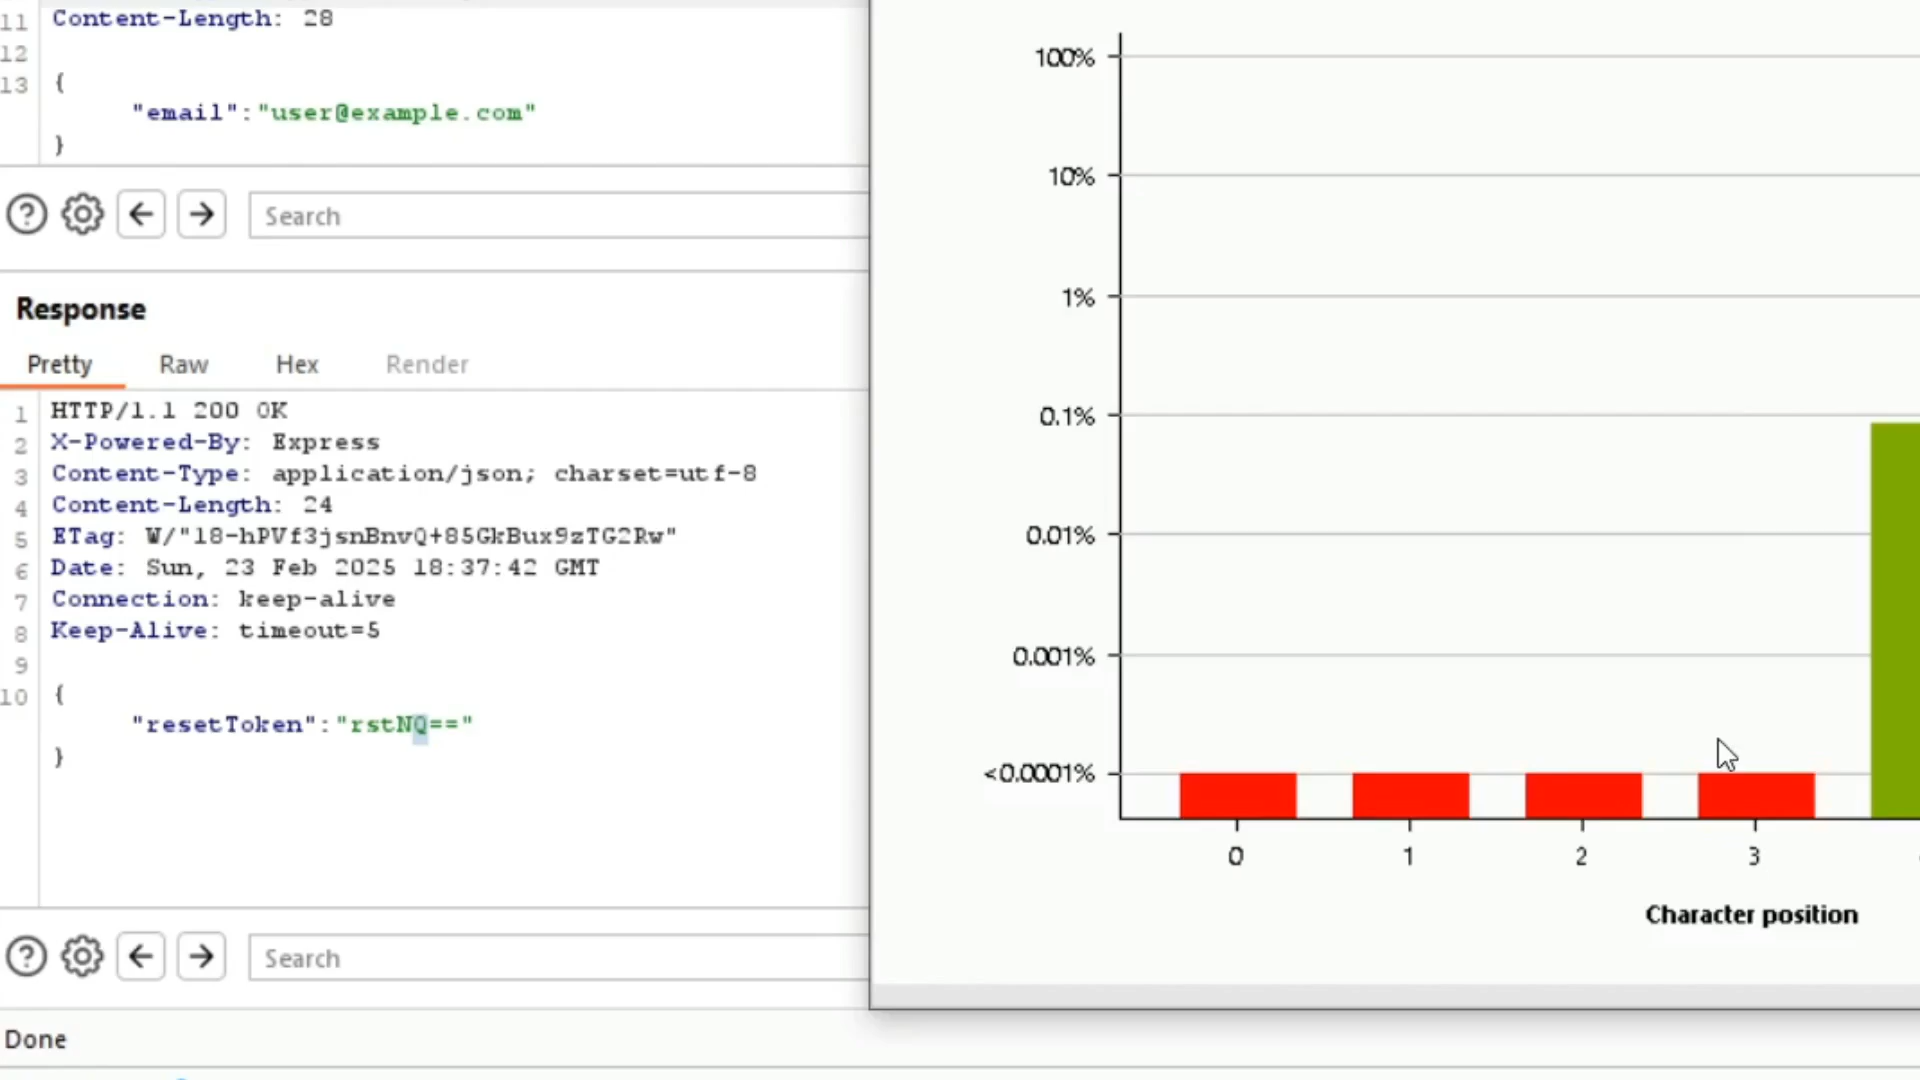 11 Content-Length: 28
12
13 {
"email":"user@example.com"
}
Search
Response
Pretty Raw Hex Render
1 HTTP/1.1 200 OK
2 X-Powered-By: Express
3 Content-Type: application/json; charset=utf-8
4 Content-Length: 24
5 ETag: W/"18-hPVf3jsnBnvQ+85GkBux9zTG2Rw"
6 Date: Sun, 23 Feb 2025 18:37:42 GMT
7 Connection: keep-alive
8 Keep-Alive: timeout=5
9
10 {
"resetToken":"rstNQ=="
}
Search
Done
100%
10%
1%
0.1%
0.01%
0.001%
<0.0001%
0 1 2 3
Character position